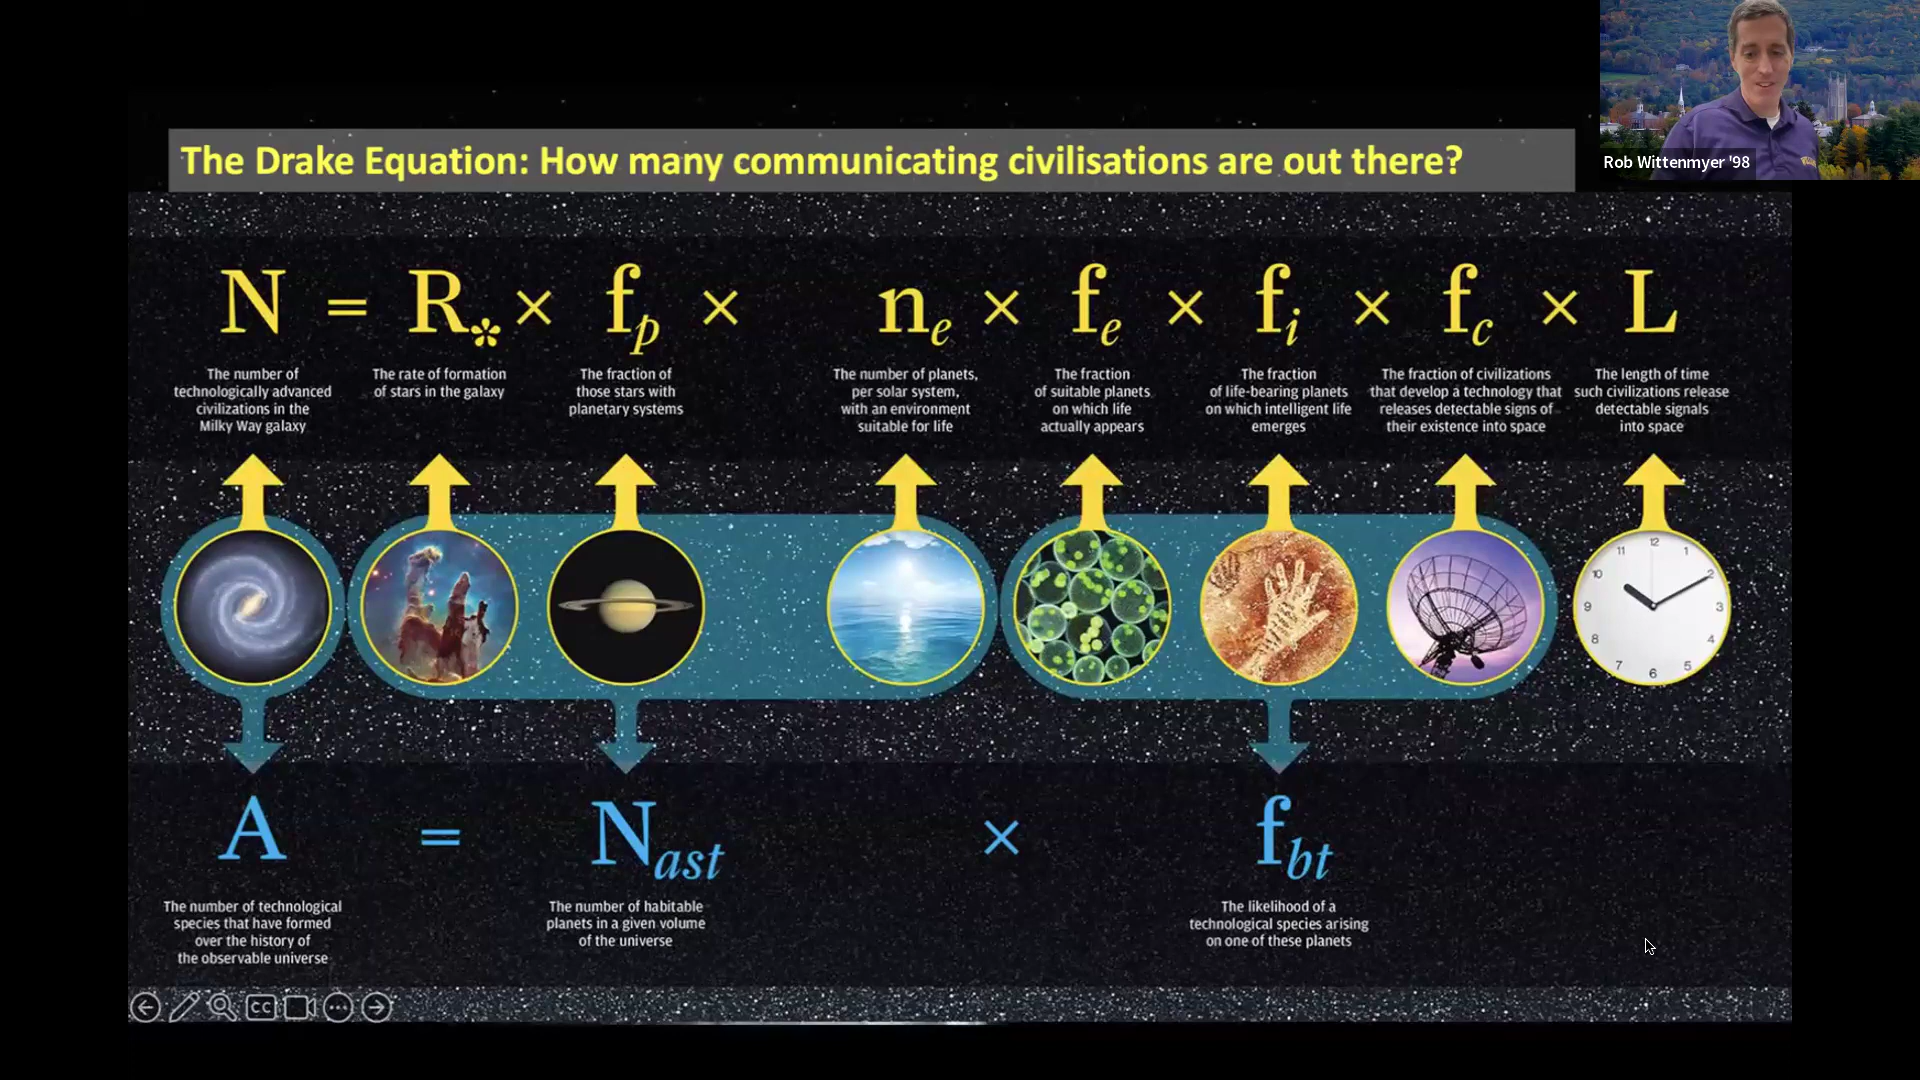 Rob Wittenmyer '98
The Drake Equation: How many communicating civilisations are out there?
N = R* × fp × ne × fe × fi × fc × L
The number of
technologically advanced
civilizations in the
Milky Way galaxy
The rate of formation
of stars in the galaxy
The fraction of
those stars with
planetary systems
The number of planets,
per solar system,
with an environment
suitable for life
The fraction
of suitable planets
on which life
actually appears
The fraction
of life-bearing planets
on which intelligent life
emerges
The fraction of civilizations
that develop a technology that
releases detectable signs of
their existence into space
The length of time
such civilizations release
detectable signals
into space
12
1
2
3
4
5
6
7
8
9
10
11
A = Nast × fbt
The number of technological
species that have formed
over the history of
the observable universe
The number of habitable
planets in a given volume
of the universe
The likelihood of a
technological species arising
on one of these planets
CC